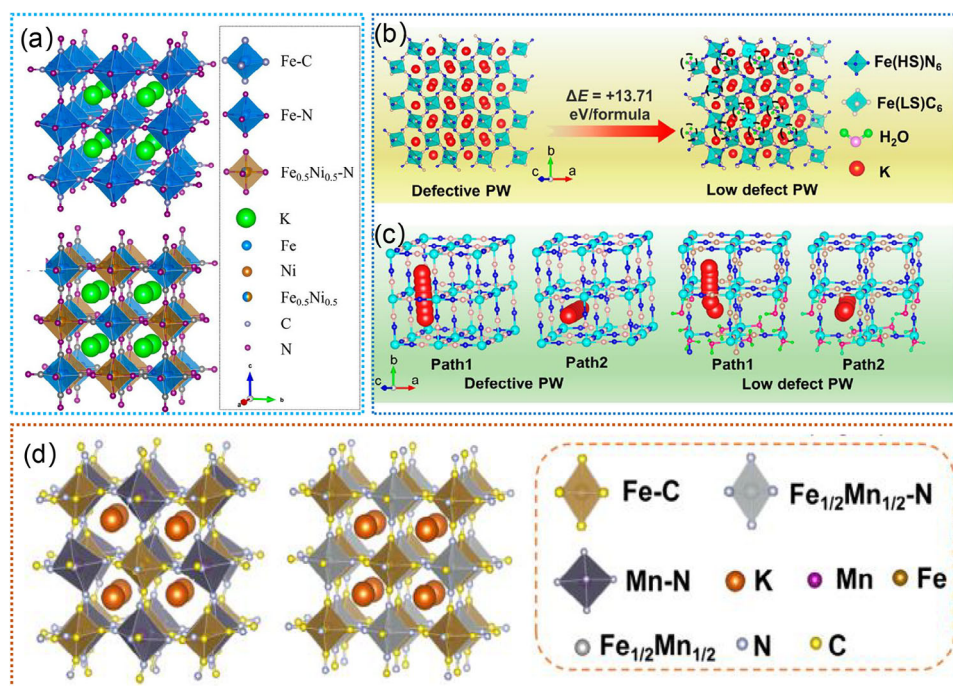 (a)
Fe-C
Fe-N
Fe0.5Ni0.5-N
K
Fe
Ni
Fe0.5Ni0.5
C
N
c
a
b
(b)
ΔE = +13.71
eV/formula
Defective PW
b
c
a
Low defect PW
Fe(HS)N6
Fe(LS)C6
H2O
K
(c)
Path1
Path2
Path1
Path2
b
c
a
Defective PW
Low defect PW
(d)
Fe-C
Fe1/2Mn1/2-N
Mn-N
K
Mn
Fe
Fe1/2Mn1/2
N
C